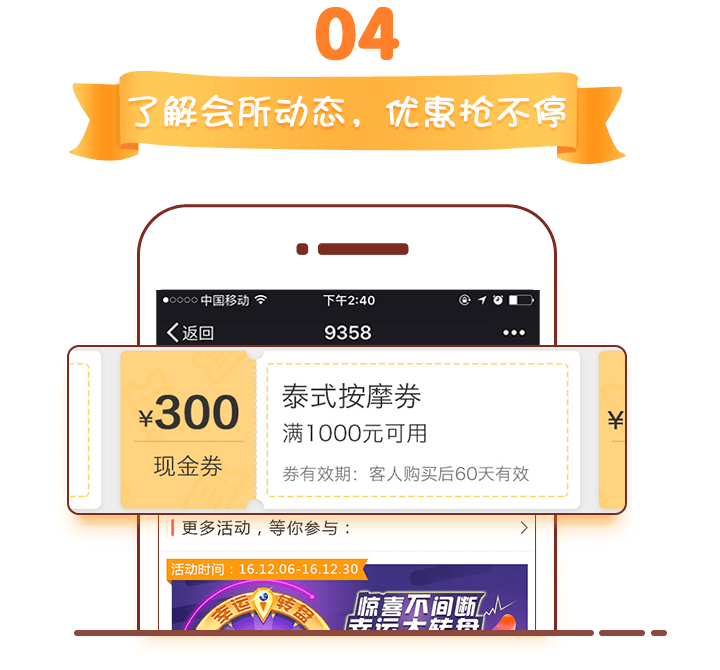 04
了解会所动态，优惠抢不停
中国移动 下午2:40
返回 9358 •••
¥300
现金券
泰式按摩券
满1000元可用
券有效期：客人购买后60天有效
¥
更多活动，等你参与：
活动时间：16.12.06-16.12.30
幸运转盘
惊喜不间断
幸运大转盘